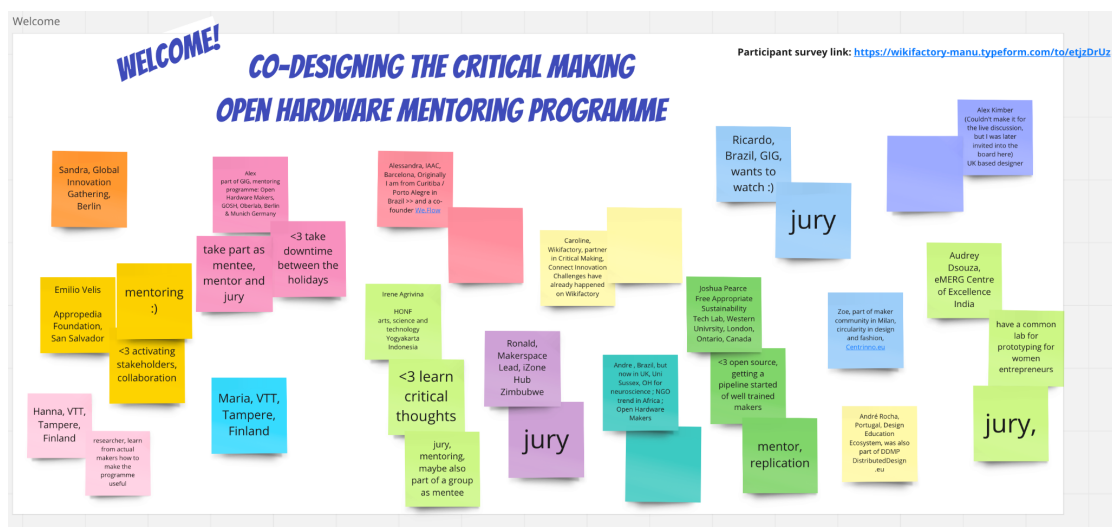 Welcome
WELCOME!
CO-DESIGNING THE CRITICAL MAKING
OPEN HARDWARE MENTORING PROGRAMME
Participant survey link: https://wikifactory-manu.typeform.com/to/etjzDrUz
Sandra, Global
Innovation
Gathering,
Berlin
Alex
part of GIG, mentoring
programme: Open
Hardware Makers,
GOSH, Oberlab, Berlin
& Munich Germany
take part as
mentee,
mentor and
jury
<3 take
downtime
between the
holidays
Alessandra, IAAC,
Barcelona, Originally
I am from Curitiba /
Porto Alegre in
Brazil >> and a co-
founder We Flow
Caroline,
Wikifactory, partner
in Critical Making,
Connect Innovation
Challenges have
already happened
on Wikifactory
Ricardo,
Brazil, GIG,
wants to
watch :)
jury
Alex Kimber
(Couldn't make it for
the live discussion,
but I was later
invited into the
board here)
UK based designer
Emilio Velis
Appropedia
Foundation,
San Salvador
mentoring
:)
<3 activating
stakeholders,
collaboration
Irene Agrivina
HONF
arts, science and
technology
Yogyakarta
Indonesia
<3 learn
critical
thoughts
jury,
mentoring,
maybe also
part of a group
as mentee
Ronald,
Makerspace
Lead, iZone
Hub
Zimbubwe
jury
Joshua Pearce
Free Appropriate
Sustainability
Tech Lab, Western
Univrsity, London,
Ontario, Canada
<3 open source,
getting a
pipeline started
of well trained
makers
mentor,
replication
Zoe, part of maker
community in Milan,
circularity in design
and fashion,
Centrinno.eu
Audrey
Dsouza,
eMERG Centre
of Excellence
India
have a common
lab for
prototyping for
women
entrepreneurs
jury,
Hanna, VTT,
Tampere,
Finland
researcher, learn
from actual
makers how to
make the
programme
useful
Maria, VTT,
Tampere,
Finland
Andre , Brazil, but
now in UK, Uni
Sussex, OH for
neuroscience ; NGO
trend in Africa ;
Open Hardware
Makers
André Rocha,
Portugal, Design
Education
Ecosystem, was also
part of DDMP
DistributedDesign
.eu